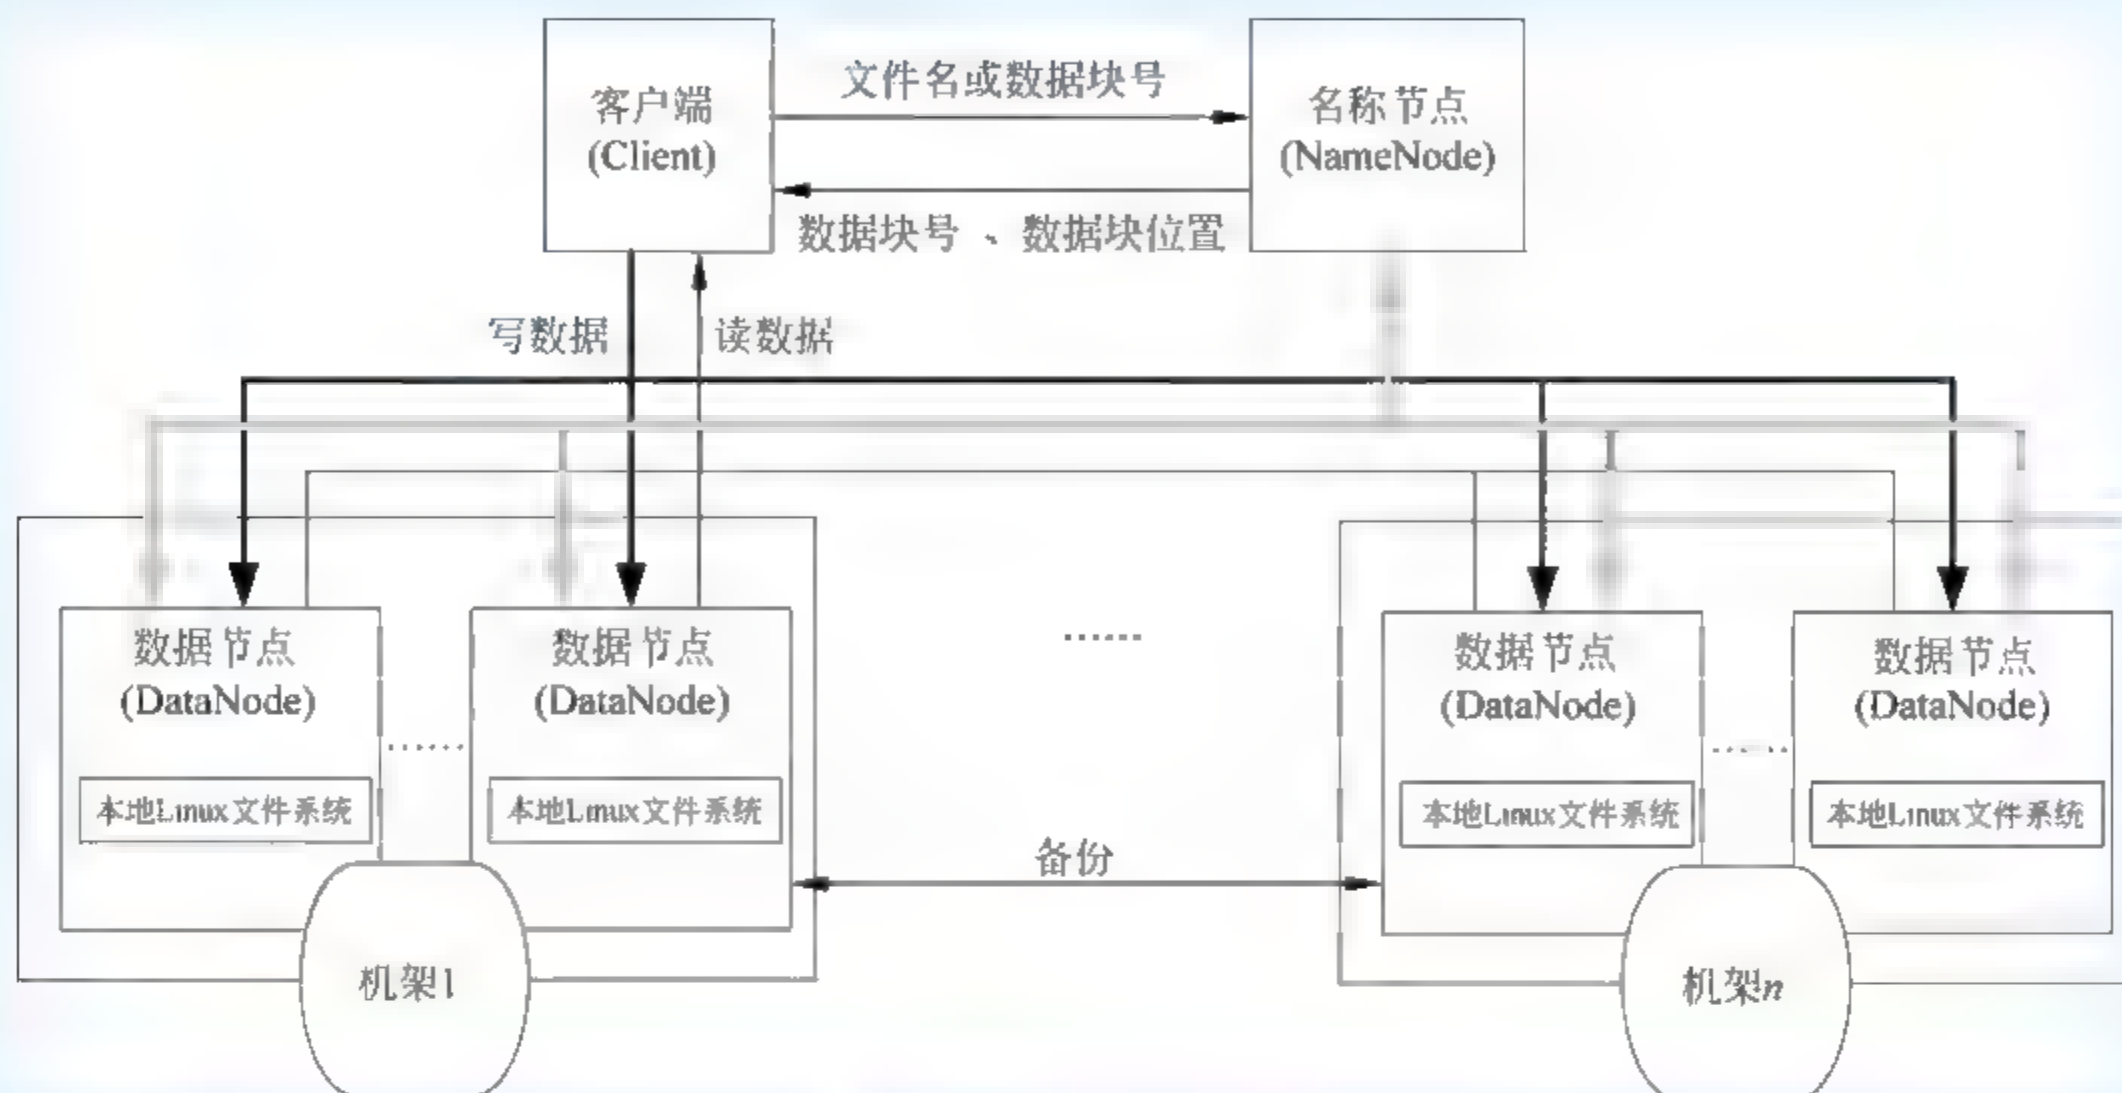 客户端
(Client)
文件名或数据块号
名称节点
(NameNode)
数据块号 、数据块位置
写数据
读数据
数据节点
(DataNode)
数据节点
(DataNode)
......
数据节点
(DataNode)
数据节点
(DataNode)
......
......
本地Linux文件系统
本地Linux文件系统
本地Linux文件系统
本地Linux文件系统
备份
机架1
机架n